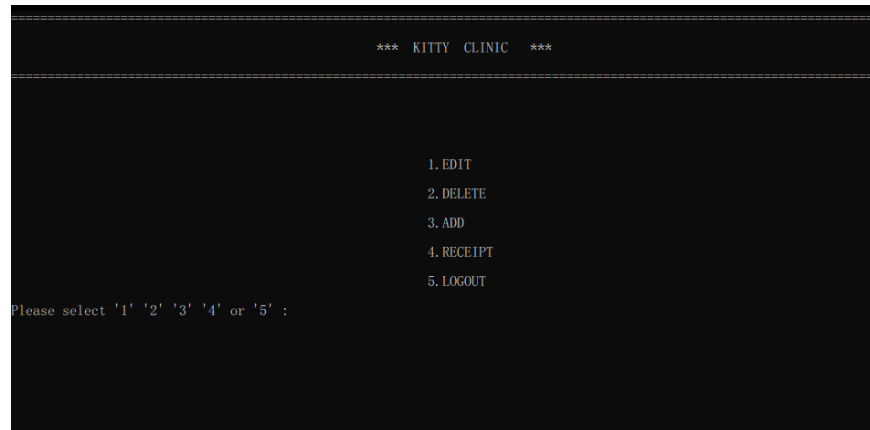 ================================================================================
*** KITTY CLINIC ***
================================================================================
1.EDIT
2.DELETE
3.ADD
4.RECEIPT
5.LOGOUT
Please select '1' '2' '3' '4' or '5' :